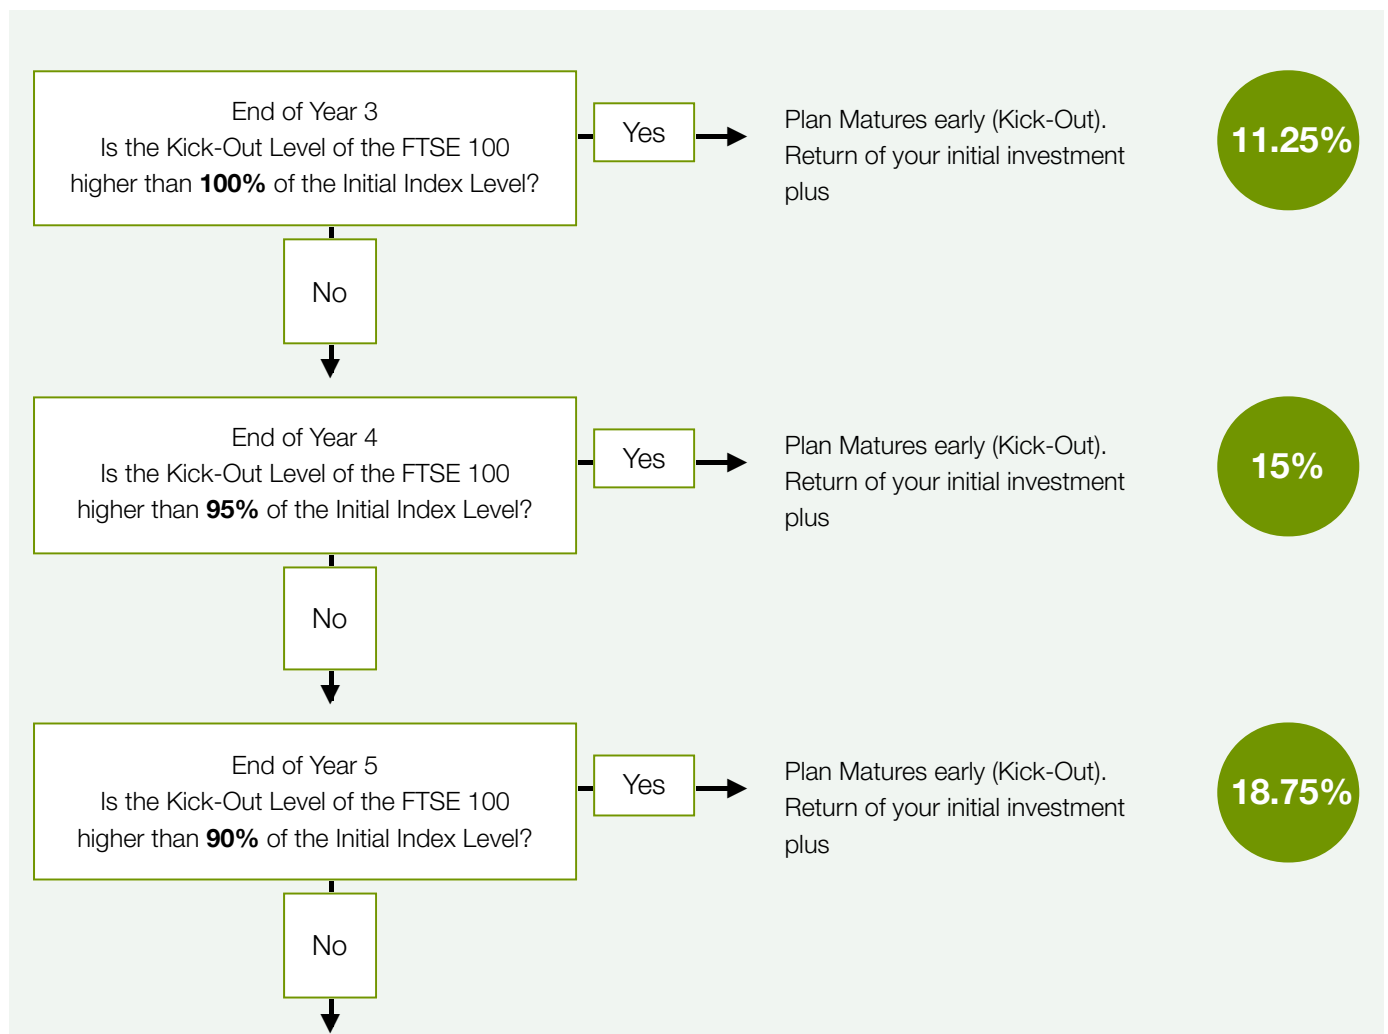 End of Year 3
Is the Kick-Out Level of the FTSE 100
higher than 100% of the Initial Index Level?
Yes
Plan Matures early (Kick-Out).
Return of your initial investment
plus
11.25%
No
End of Year 4
Is the Kick-Out Level of the FTSE 100
higher than 95% of the Initial Index Level?
Yes
Plan Matures early (Kick-Out).
Return of your initial investment
plus
15%
No
End of Year 5
Is the Kick-Out Level of the FTSE 100
higher than 90% of the Initial Index Level?
Yes
Plan Matures early (Kick-Out).
Return of your initial investment
plus
18.75%
No